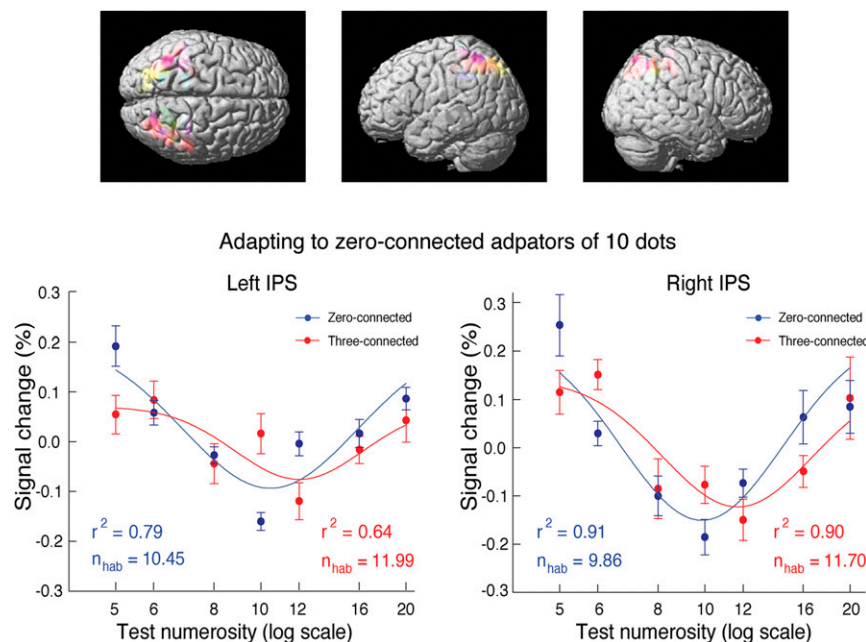 Adapting to zero-connected adpators of 10 dots
Left IPS
Signal change (%)
0.3
0.2
0.1
0.0
-0.1
-0.2
-0.3
Zero-connected
Three-connected
r² = 0.79
n_hab = 10.45
r² = 0.64
n_hab = 11.99
5 6 8 10 12 16 20
Test numerosity (log scale)
Right IPS
Signal change (%)
0.3
0.2
0.1
0.0
-0.1
-0.2
-0.3
Zero-connected
Three-connected
r² = 0.91
n_hab = 9.86
r² = 0.90
n_hab = 11.70
5 6 8 10 12 16 20
Test numerosity (log scale)